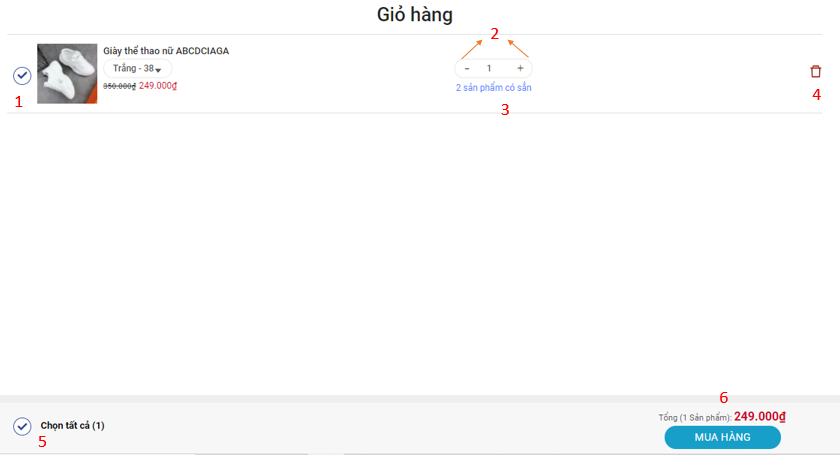 Giỏ hàng
2
Giày thể thao nữ ABCDCIAGA
Trắng - 38
- 1 +
350.000₫ 249.000₫
2 sản phẩm có sẵn
1
3
4
6
Tổng (1 Sản phẩm): 249.000₫
Chọn tất cả (1)
MUA HÀNG
5